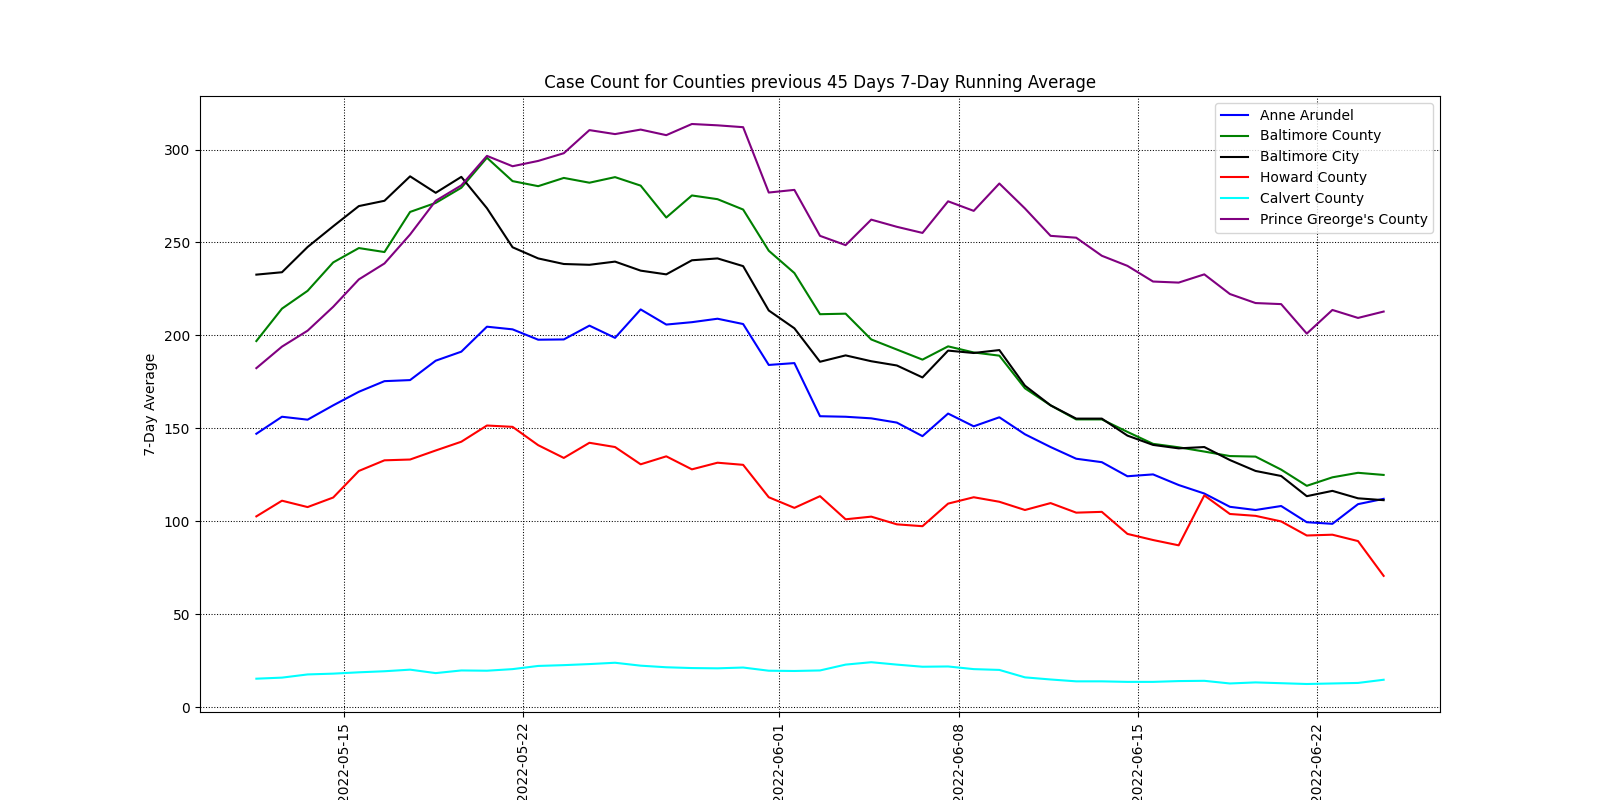 Case Count for Counties previous 45 Days 7-Day Running Average
Anne Arundel
Baltimore County
Baltimore City
Howard County
Calvert County
Prince Greorge's County
7-Day Average
300
250
200
150
100
50
0
2022-05-15
2022-05-22
2022-06-01
2022-06-08
2022-06-15
2022-06-22